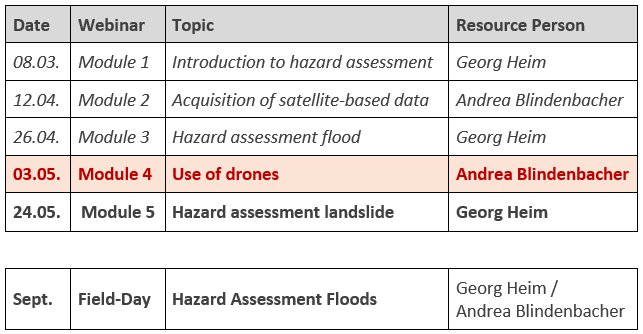 Date Webinar Topic Resource Person
08.03. Module 1 Introduction to hazard assessment Georg Heim
12.04. Module 2 Acquisition of satellite-based data Andrea Blindenbacher
26.04. Module 3 Hazard assessment flood Georg Heim
03.05. Module 4 Use of drones Andrea Blindenbacher
24.05. Module 5 Hazard assessment landslide Georg Heim
Sept. Field-Day Hazard Assessment Floods Georg Heim /
Andrea Blindenbacher